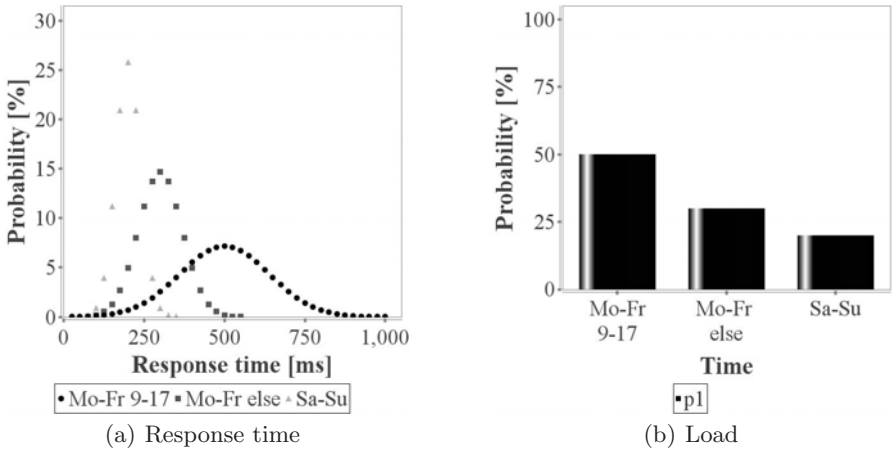 Probability [%]
30
25
20
15
10
5
0
0 250 500 750 1,000
Response time [ms]
Mo-Fr 9-17 Mo-Fr else Sa-Su
(a) Response time
Probability [%]
100
75
50
25
0
Mo-Fr Mo-Fr Sa-Su
9-17 else
Time
p1
(b) Load